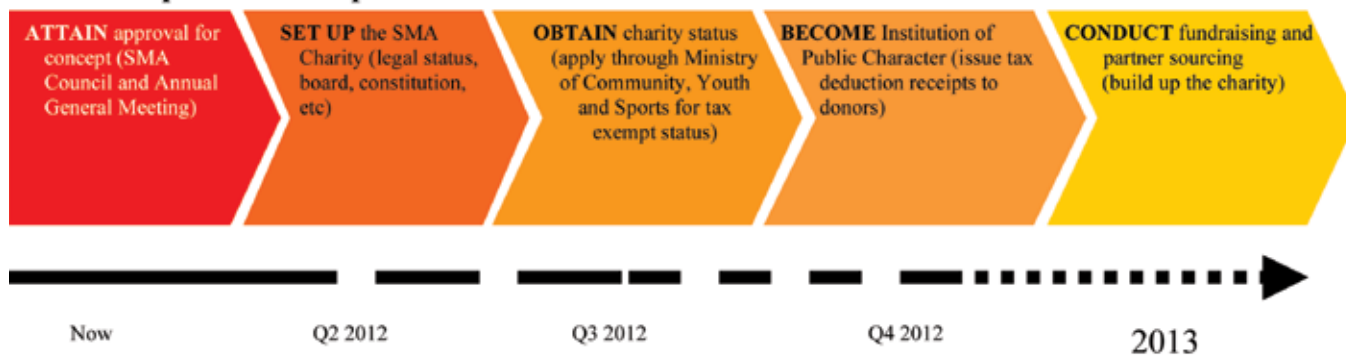 ATTAIN approval for
concept (SMA
Council and Annual
General Meeting)
SET UP the SMA
Charity (legal status,
board, constitution,
etc)
OBTAIN charity status
(apply through Ministry
of Community, Youth
and Sports for tax
exempt status)
BECOME Institution of
Public Character (issue tax
deduction receipts to
donors)
CONDUCT fundraising and
partner sourcing
(build up the charity)
Now
Q2 2012
Q3 2012
Q4 2012
2013